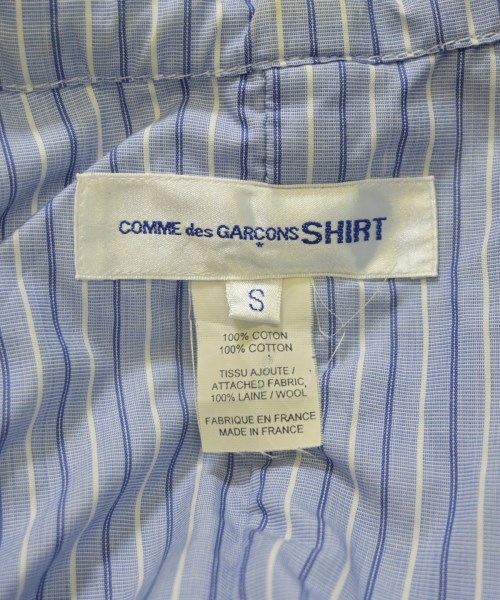 COMME des GARCONS SHIRT
*
S
100% COTON
100% COTTON
TISSU AJOUTE /
ATTACHED FABRIC,
100% LAINE / WOOL
FABRIQUE EN FRANCE
MADE IN FRANCE